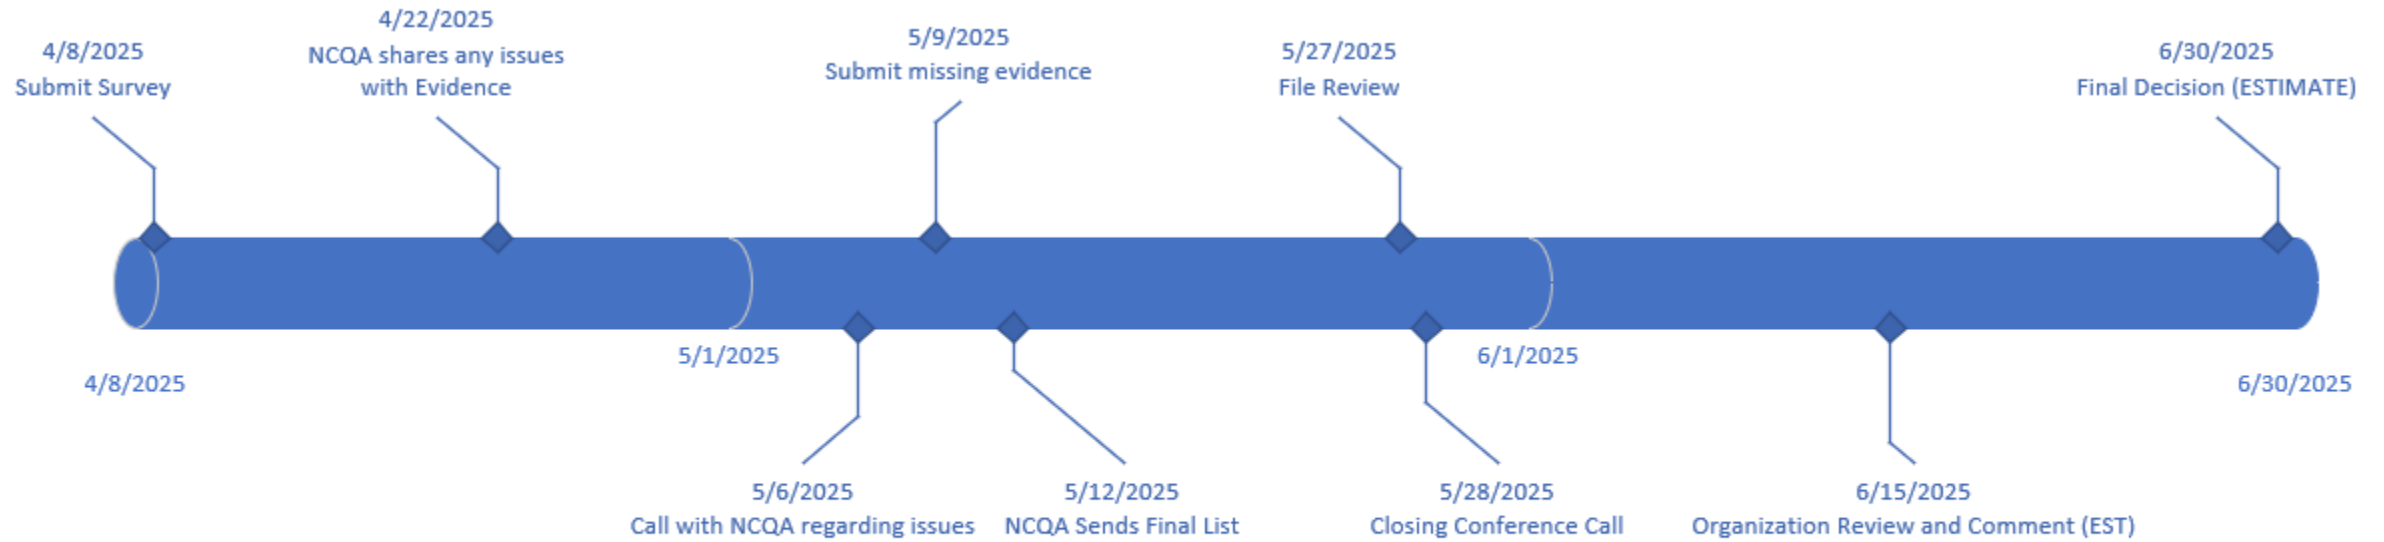 4/8/2025
Submit Survey
4/22/2025
NCQA shares any issues
with Evidence
5/9/2025
Submit missing evidence
5/27/2025
File Review
6/30/2025
Final Decision (ESTIMATE)
4/8/2025
5/1/2025
6/1/2025
6/30/2025
5/6/2025
Call with NCQA regarding issues
5/12/2025
NCQA Sends Final List
5/28/2025
Closing Conference Call
6/15/2025
Organization Review and Comment (EST)